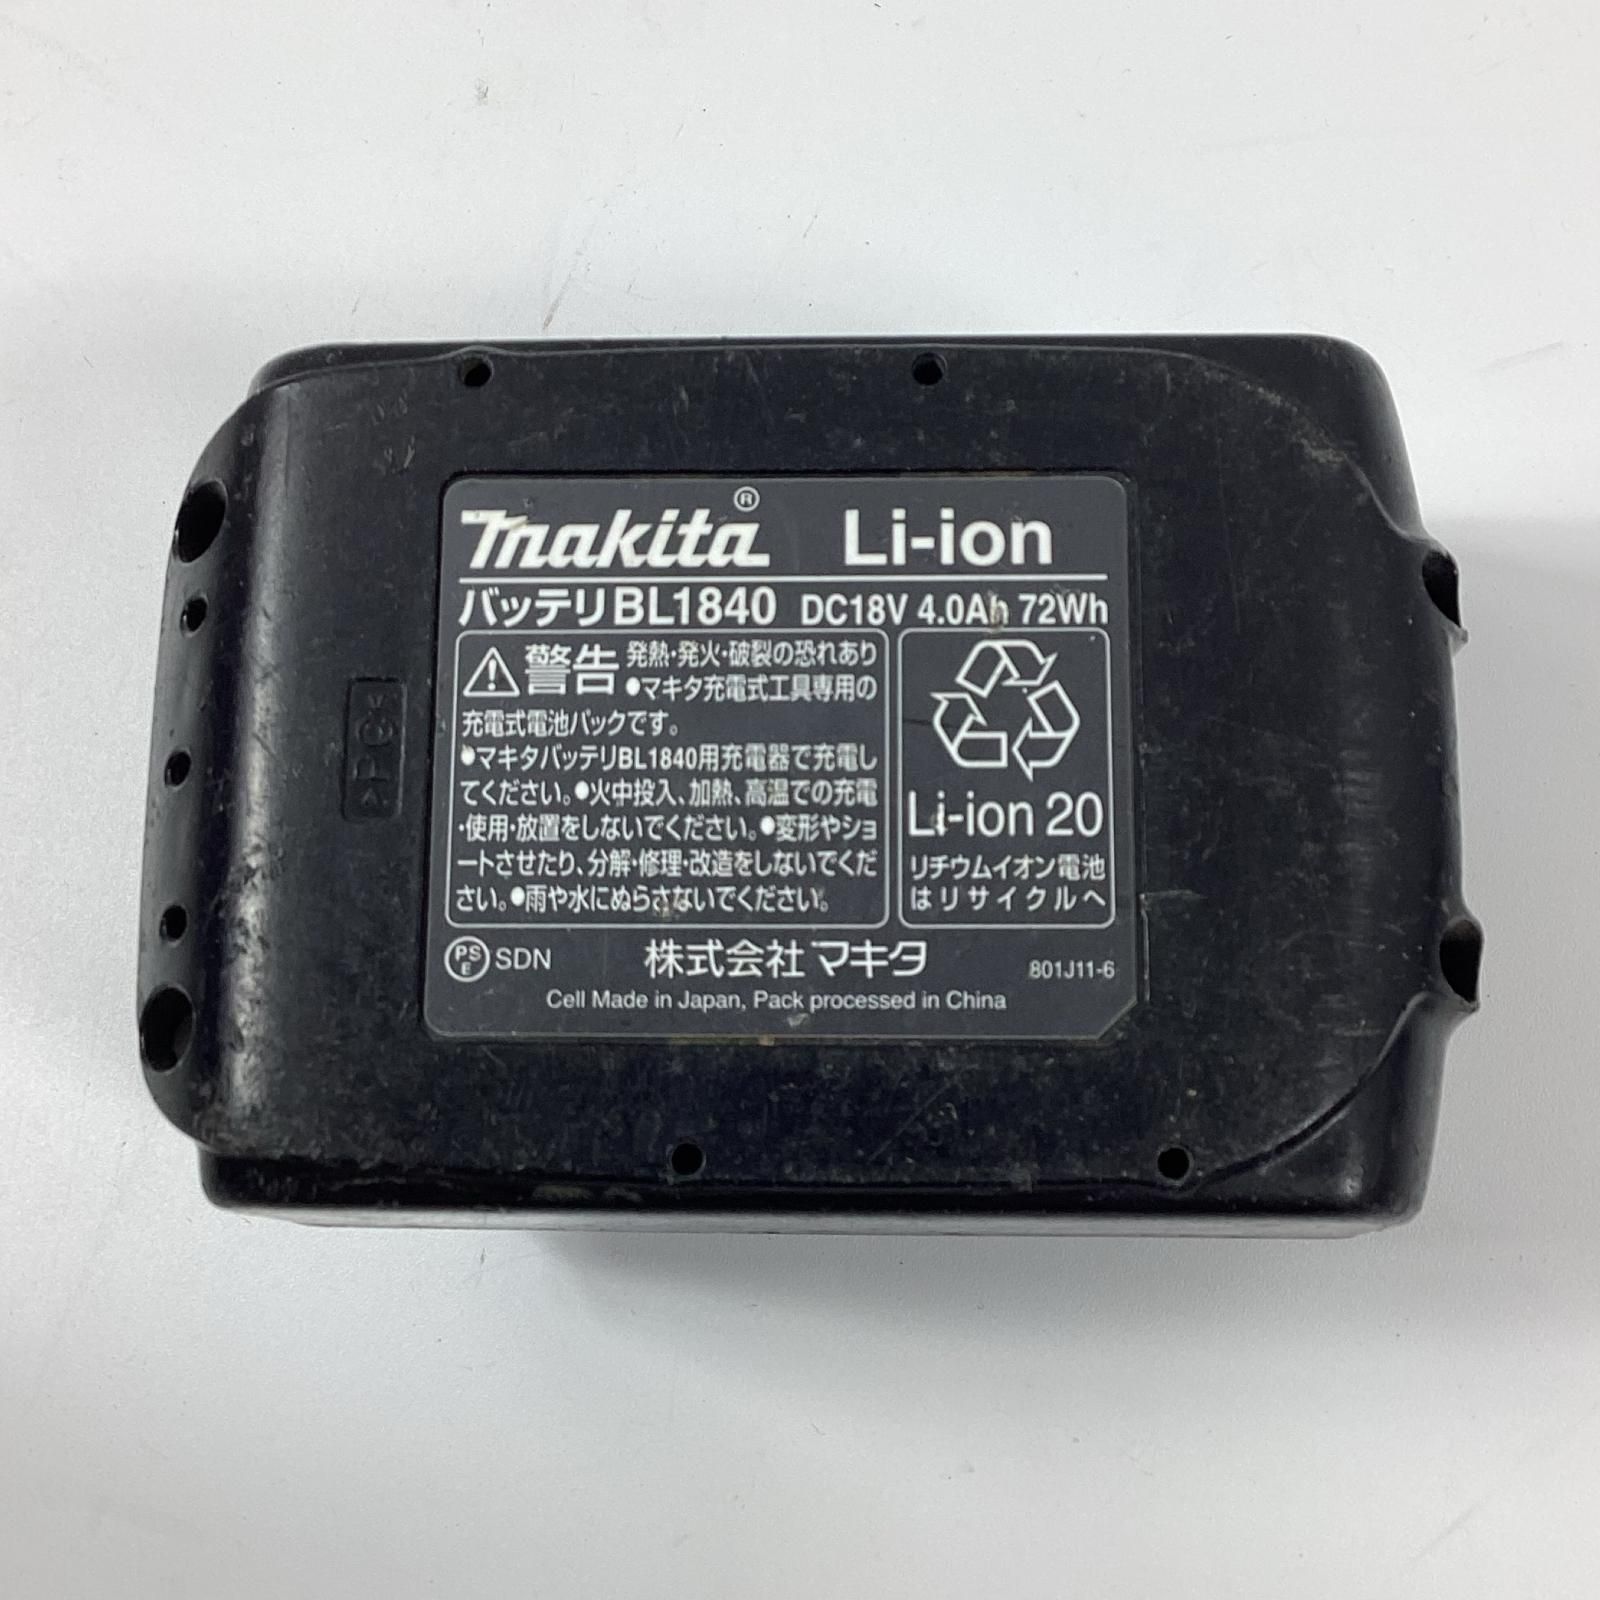 makita® Li-ion
バッテリBL1840 DC18V 4.0Ah 72Wh
警告 発熱・発火・破裂の恐れあり
●マキタ充電式工具専用の
充電式電池パックです。
●マキタバッテリBL1840用充電器で充電し
てください。●火中投入、加熱、高温での充電
・使用・放置をしないでください。●変形やショ
ートさせたり、分解・修理・改造をしないでくだ
さい。●雨や水にぬらさないでください。
Li-ion 20
リチウムイオン電池
はリサイクルへ
PSE SDN 株式会社マキタ 801J11-6
Cell Made in Japan, Pack processed in China
>PC<